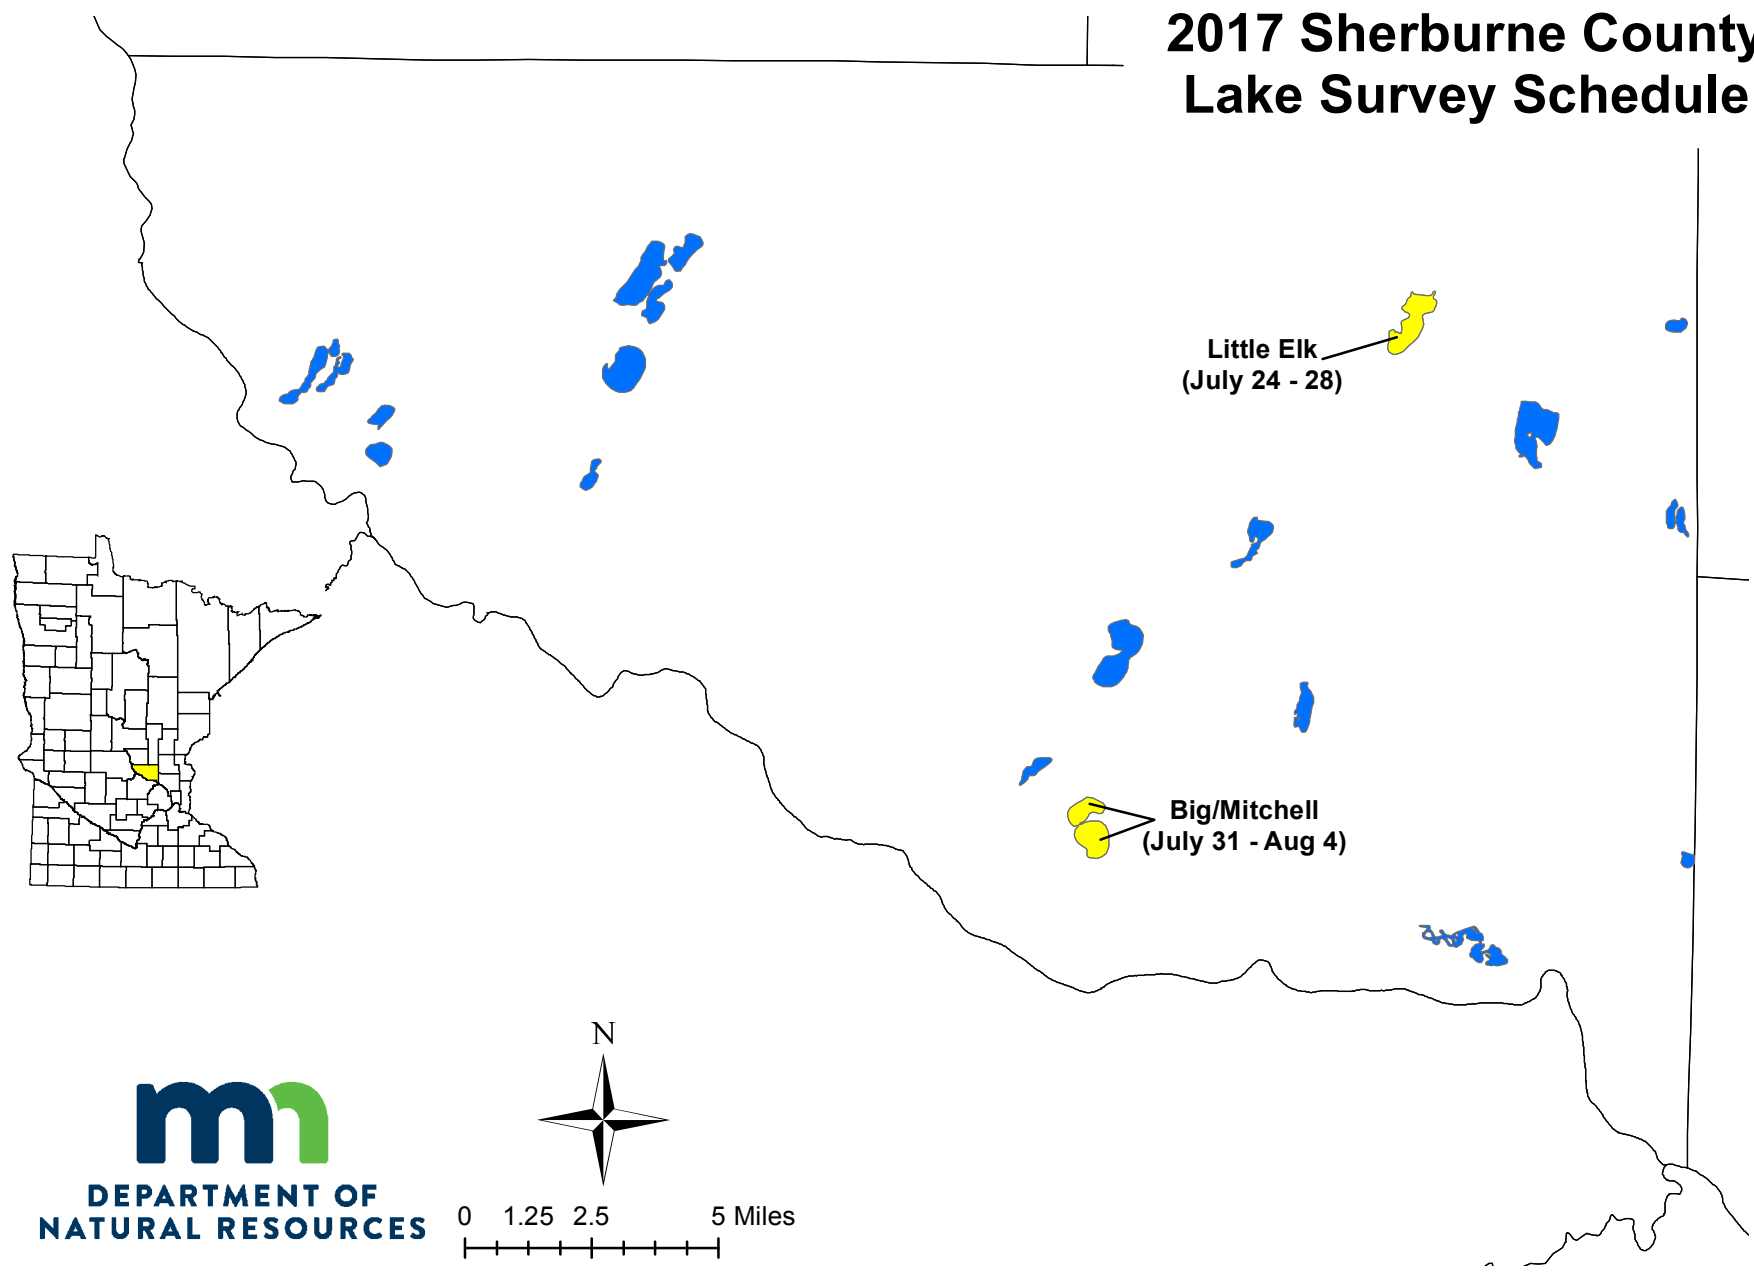 2017 Sherburne County
Lake Survey Schedule
Little Elk
(July 24 - 28)
Big/Mitchell
(July 31 - Aug 4)
N
mn
DEPARTMENT OF
NATURAL RESOURCES
0 1.25 2.5 5 Miles